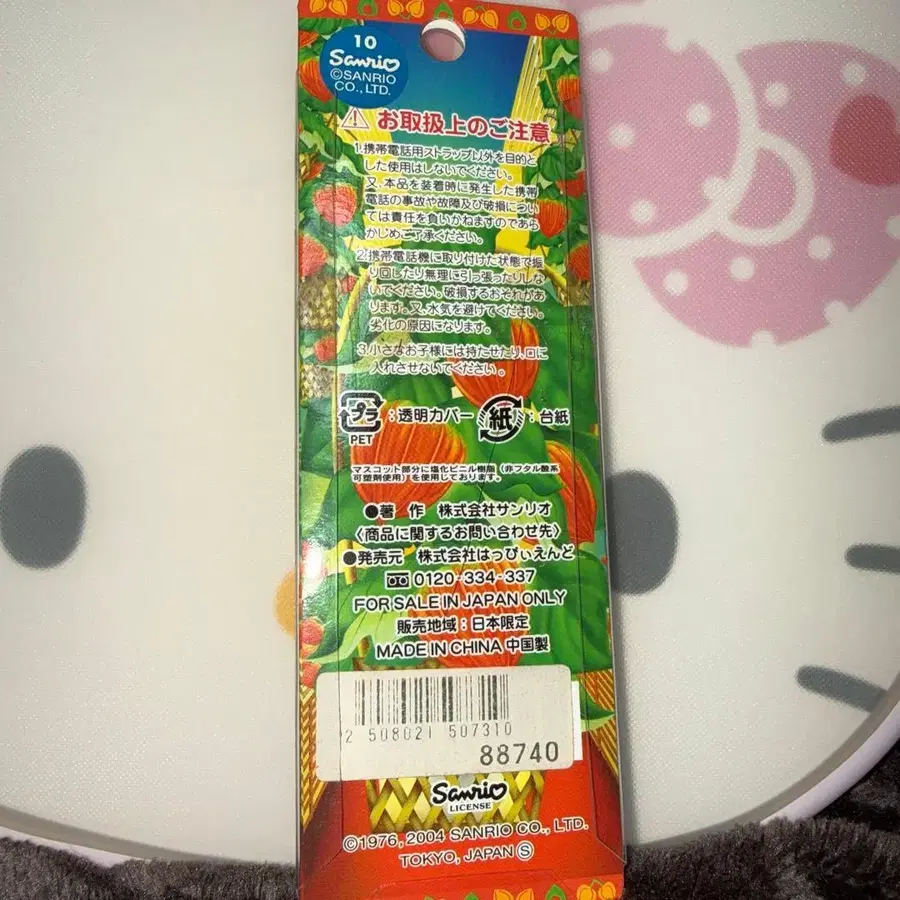 10
Sanrio
©SANRIO
CO., LTD.
お取扱上のご注意
1.携帯電話用ストラップ以外を目的と
した使用はしないでください。
又、本品を装着時に発生した携帯
電話の事故や故障及び破損につい
ては責任を負いかねますのであら
かじめご了承ください。
2.携帯電話機に取り付けた状態で振
り回したり無理に引っ張ったりしな
いでください。破損するおそれがあ
ります。又、水気を避けてください。
劣化の原因になります。
3.小さなお子様には持たせたり、口に
入れさせないでください。
プラ:透明カバー 紙:台紙
PET
マスコット部分に塩化ビニル樹脂(非フタル酸系
可塑剤使用)を使用しております。
●著 作 株式会社サンリオ
〈商品に関するお問い合わせ先〉
●発売元 株式会社はっぴぃえんど
0120-334-337
FOR SALE IN JAPAN ONLY
販売地域:日本限定
MADE IN CHINA 中国製
2 508021 507310
88740
Sanrio
LICENSE
©1976, 2004 SANRIO CO., LTD.
TOKYO, JAPAN Ⓢ